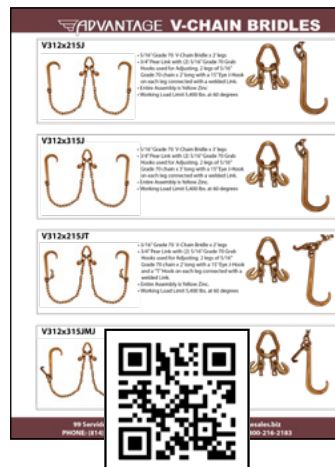 ADVANTAGE V-CHAIN BRIDLES
V312x215J
• 5/16" Grade 70 V-Chain Bridle x 2' legs
• 3/4" Pear Link with (2) 5/16" Grade 70 Grab
Hooks used for Adjusting. 2 legs of 5/16"
Grade 70 chain x 2' long with a 15" Eye J-Hook
on each leg connected with a welded Link.
• Entire Assembly is Yellow Zinc.
• Working Load Limit 5,400 lbs. at 60 degrees
V312x315J
• 5/16" Grade 70 V-Chain Bridle x 3' legs
• 3/4" Pear Link with (2) 5/16" Grade 70 Grab
Hooks used for Adjusting. 2 legs of 5/16"
Grade 70 chain x 3' long with a 15" Eye J-Hook
on each leg connected with a welded Link.
• Entire Assembly is Yellow Zinc.
• Working Load Limit 5,400 lbs. at 60 degrees
V312x215JT
• 5/16" Grade 70 V-Chain Bridle x 2' legs
• 3/4" Pear Link with (2) 5/16" Grade 70 Grab
Hooks used for Adjusting. 2 legs of 5/16"
Grade 70 chain x 2' long with a 15" Eye J-Hook
and a "T" Hook on each leg connected with a
welded Link.
• Entire Assembly is Yellow Zinc.
• Working Load Limit 5,400 lbs. at 60 degrees
V312x315JMJ
99
esales.biz
PHONE: (814)
800-216-2183